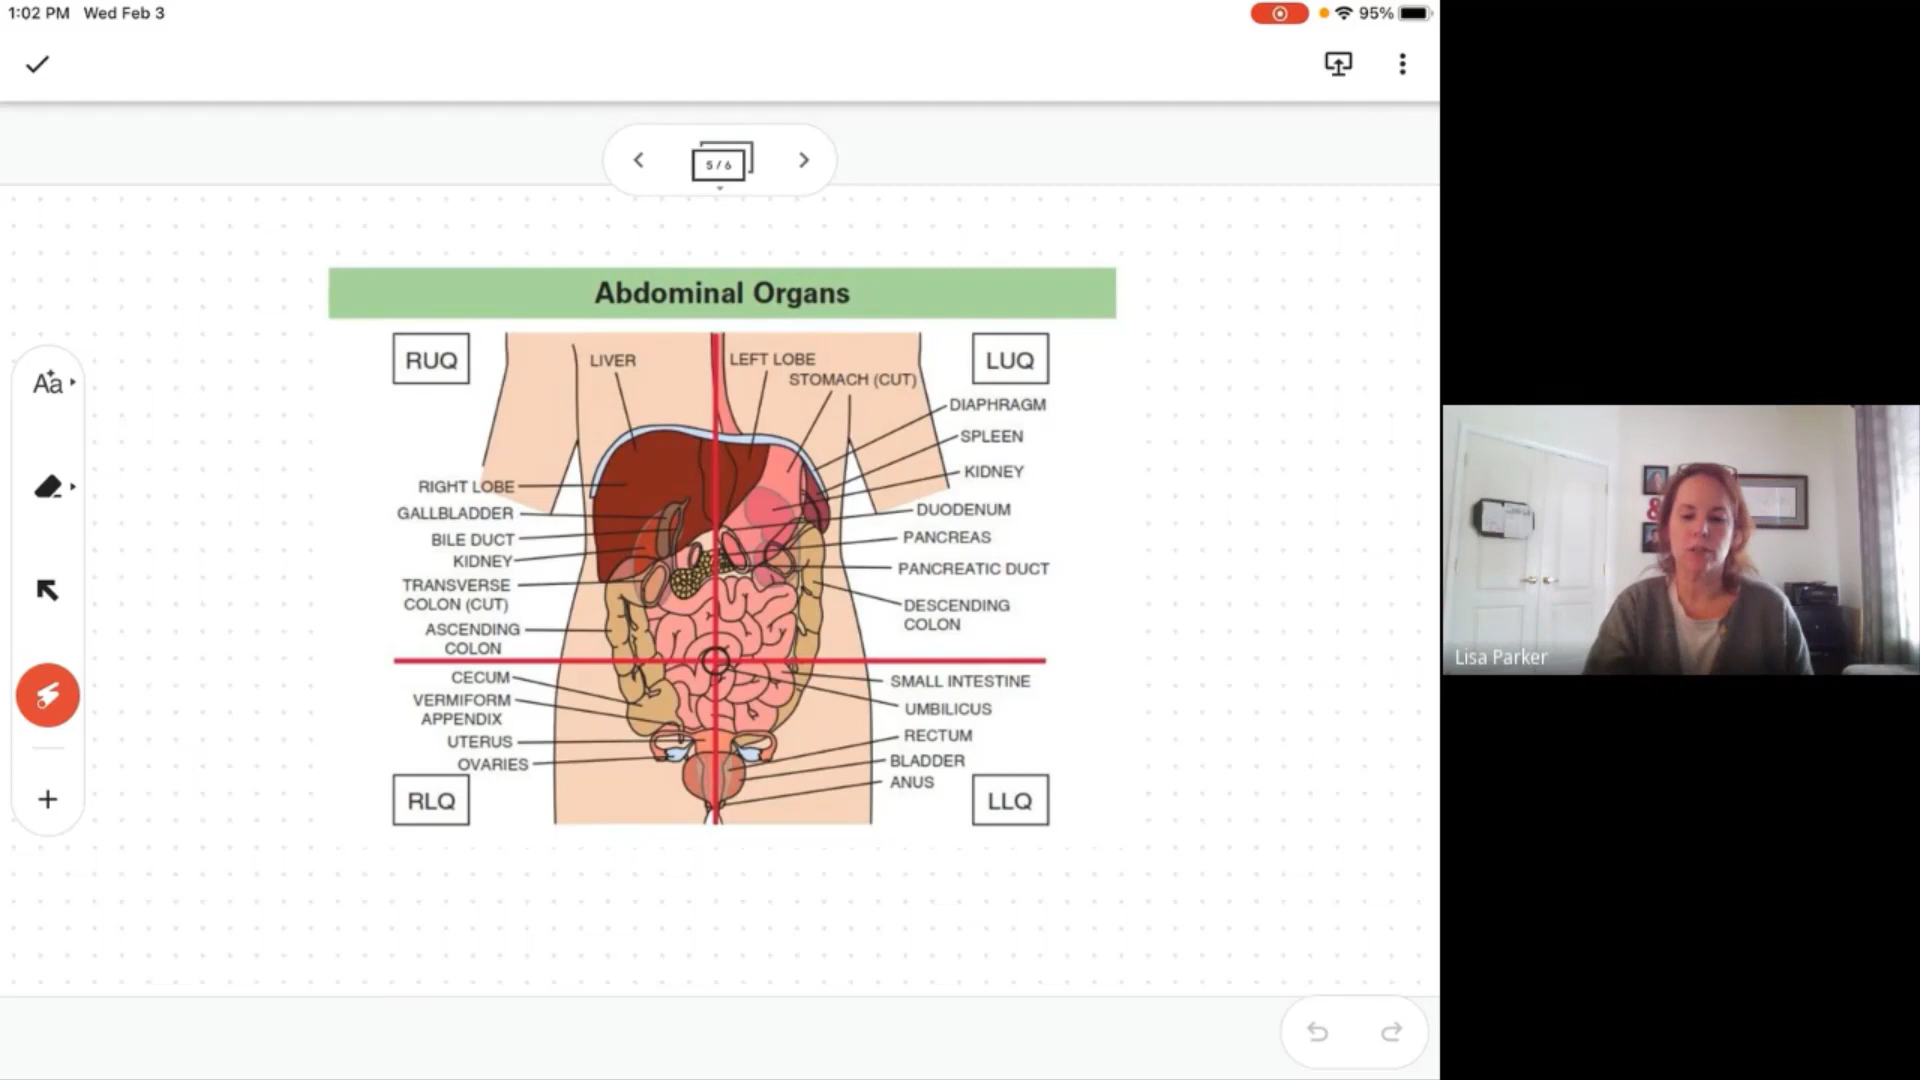 1:02 PM Wed Feb 3
95%
5 / 6
Aa
Abdominal Organs
RUQ
LUQ
LIVER
LEFT LOBE
STOMACH (CUT)
DIAPHRAGM
SPLEEN
KIDNEY
RIGHT LOBE
GALLBLADDER
BILE DUCT
KIDNEY
TRANSVERSE
COLON (CUT)
ASCENDING
COLON
DUODENUM
PANCREAS
PANCREATIC DUCT
DESCENDING
COLON
CECUM
VERMIFORM
APPENDIX
UTERUS
OVARIES
SMALL INTESTINE
UMBILICUS
RECTUM
BLADDER
ANUS
RLQ
LLQ
Lisa Parker